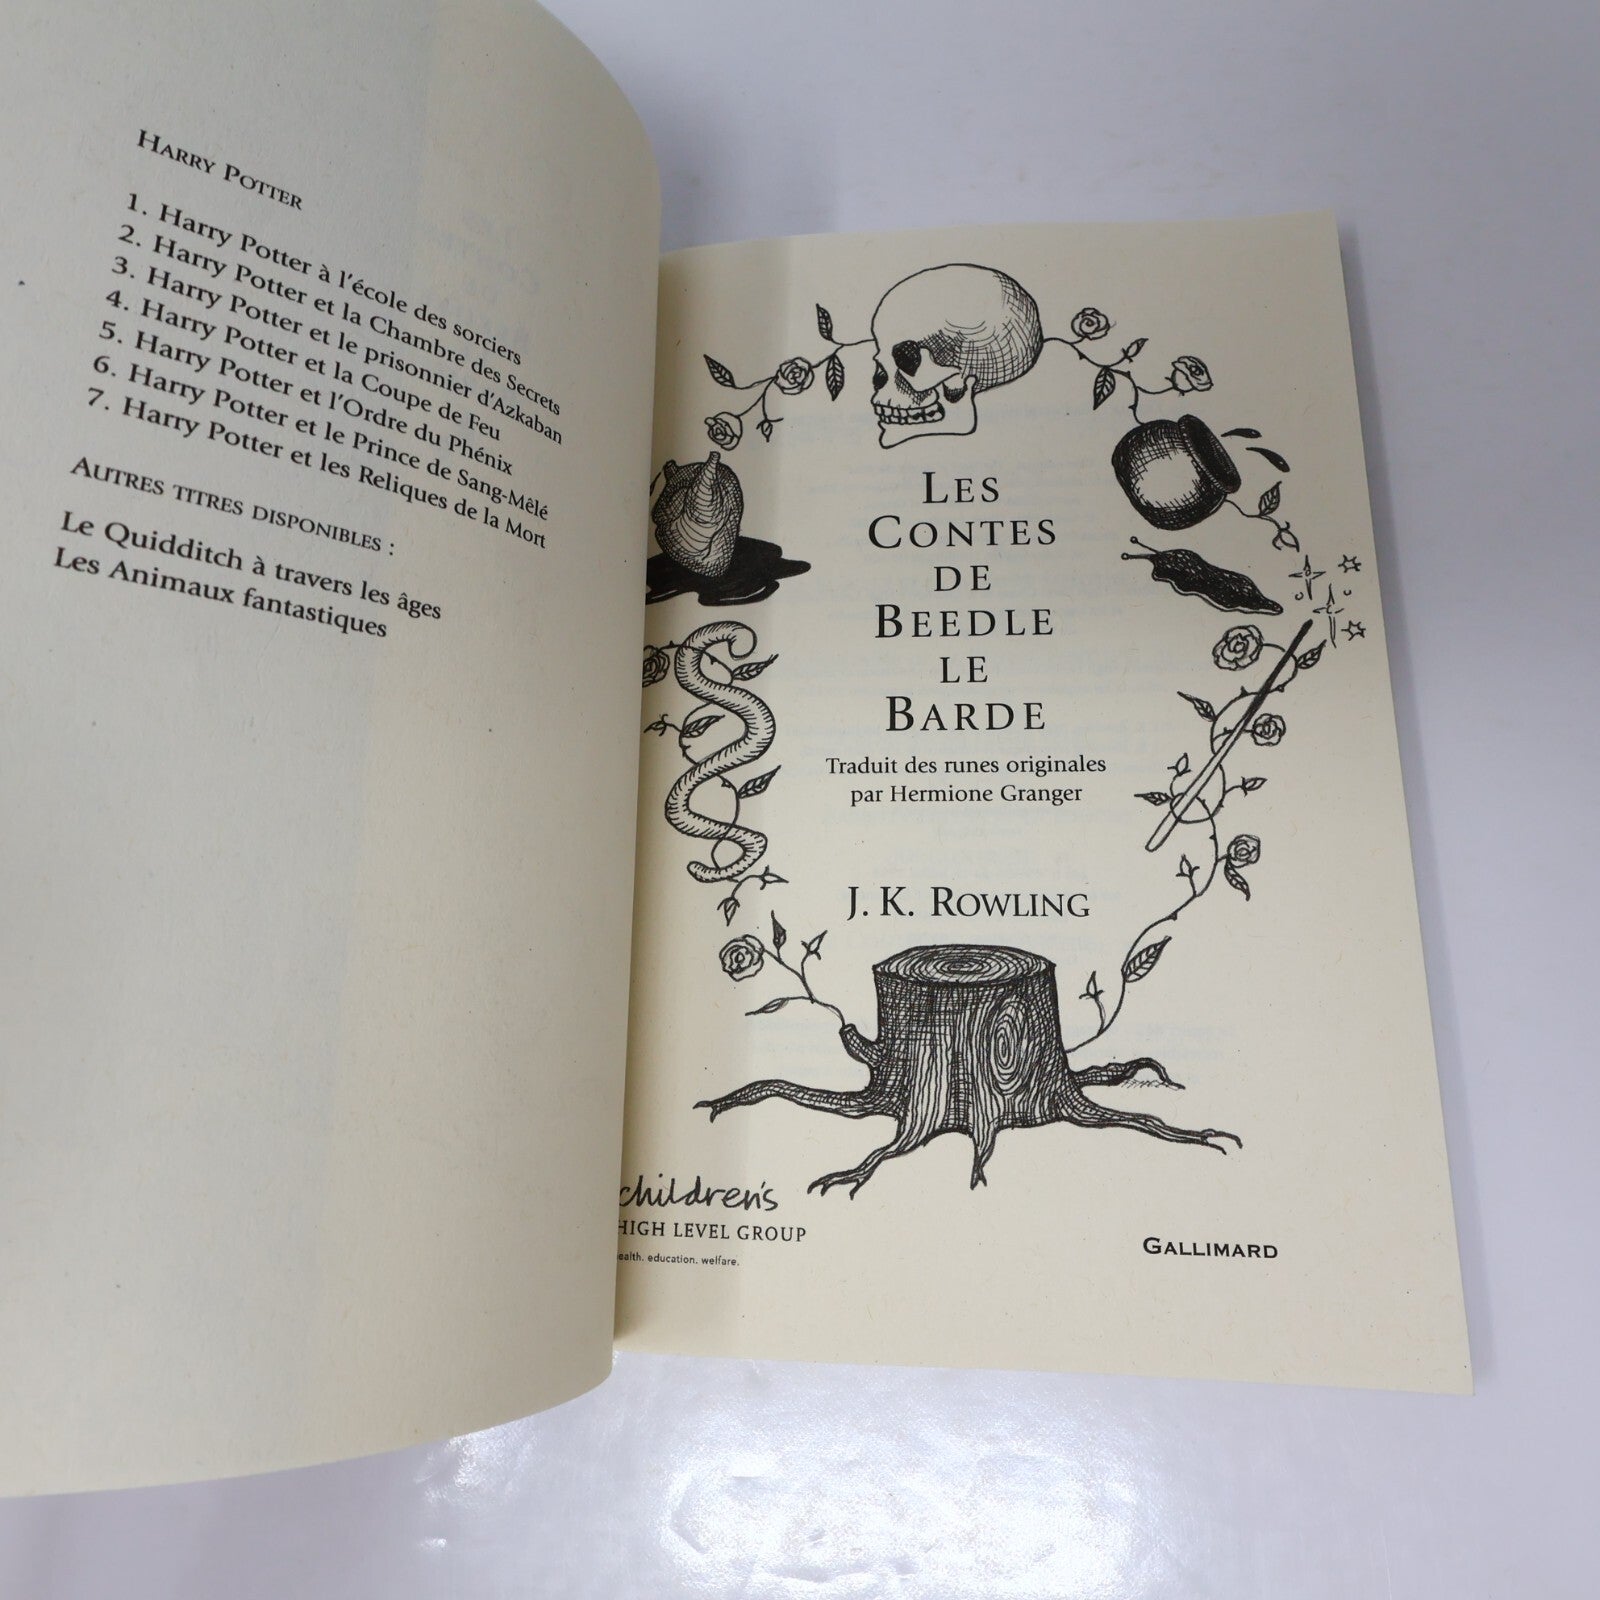 HARRY POTTER
1. Harry Potter à l'école des sorciers
2. Harry Potter et la Chambre des Secrets
3. Harry Potter et le prisonnier d'Azkaban
4. Harry Potter et la Coupe de Feu
5. Harry Potter et l'Ordre du Phénix
6. Harry Potter et le Prince de Sang-Mêlé
7. Harry Potter et les Reliques de la Mort
AUTRES TITRES DISPONIBLES :
Le Quidditch à travers les âges
Les Animaux fantastiques
LES
CONTES
DE
BEEDLE
LE
BARDE
Traduit des runes originales
par Hermione Granger
J. K. ROWLING
children's
HIGH LEVEL GROUP
education. welfare.
GALLIMARD